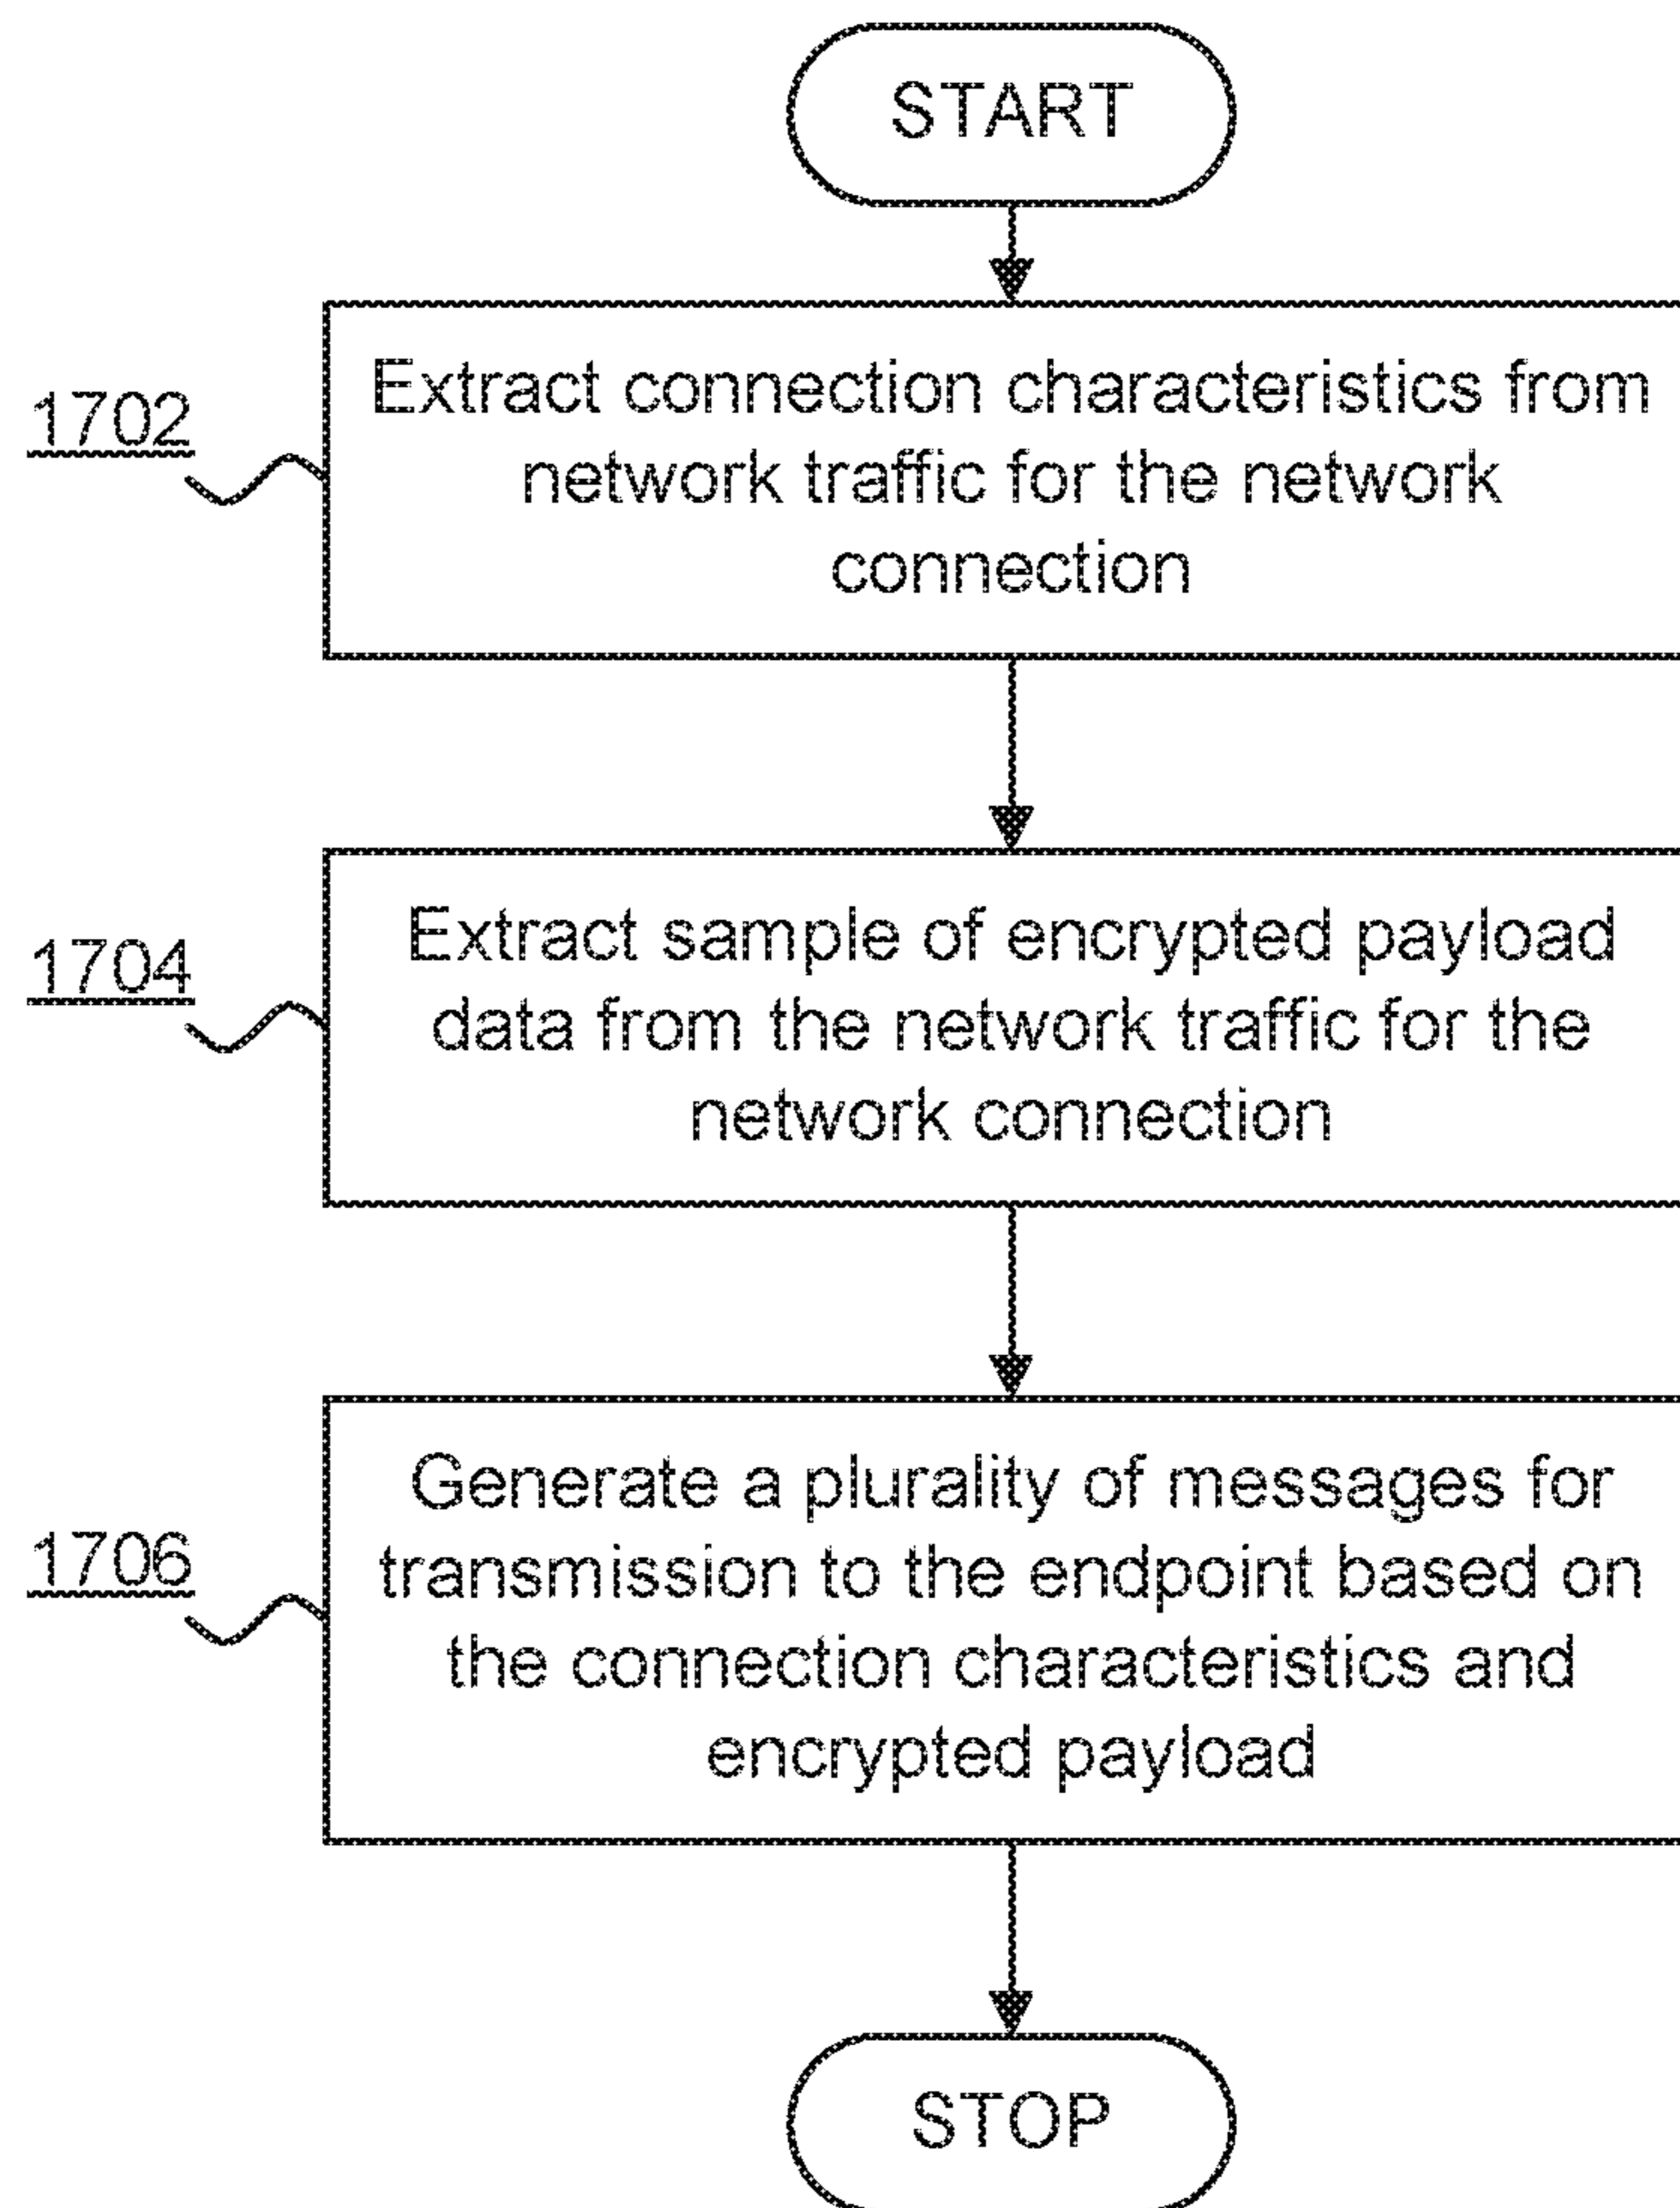 START
1702
Extract connection characteristics from
network traffic for the network
connection
1704
Extract sample of encrypted payload
data from the network traffic for the
network connection
1706
Generate a plurality of messages for
transmission to the endpoint based on
the connection characteristics and
encrypted payload
STOP